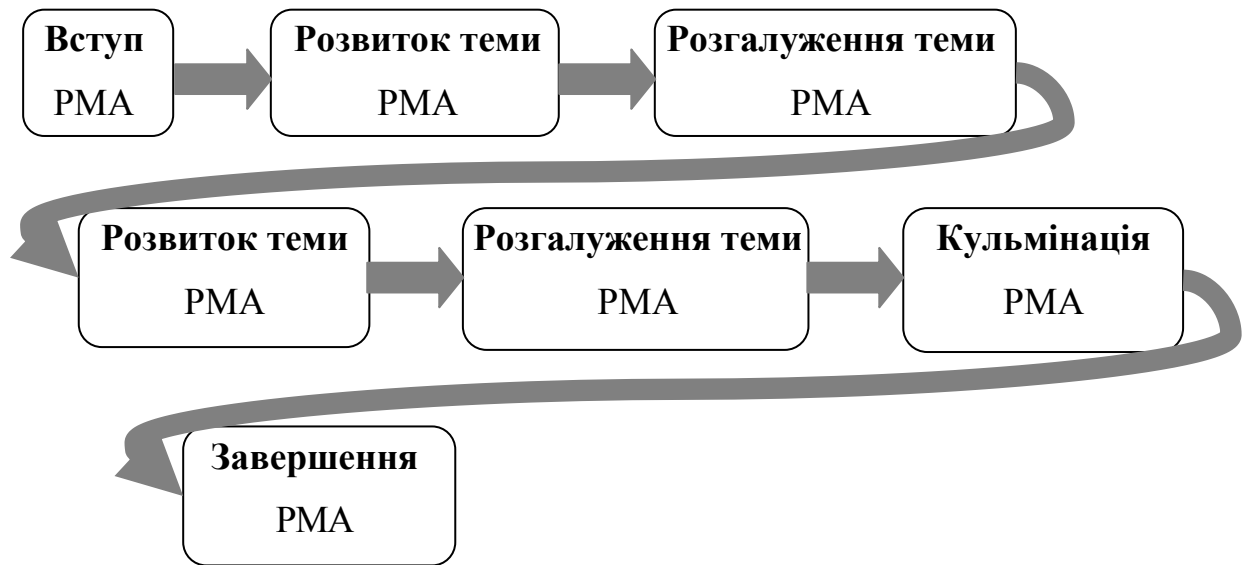 Вступ
РМА
Розвиток теми
РМА
Розгалуження теми
РМА
Розвиток теми
РМА
Розгалуження теми
РМА
Кульмінація
РМА
Завершення
РМА